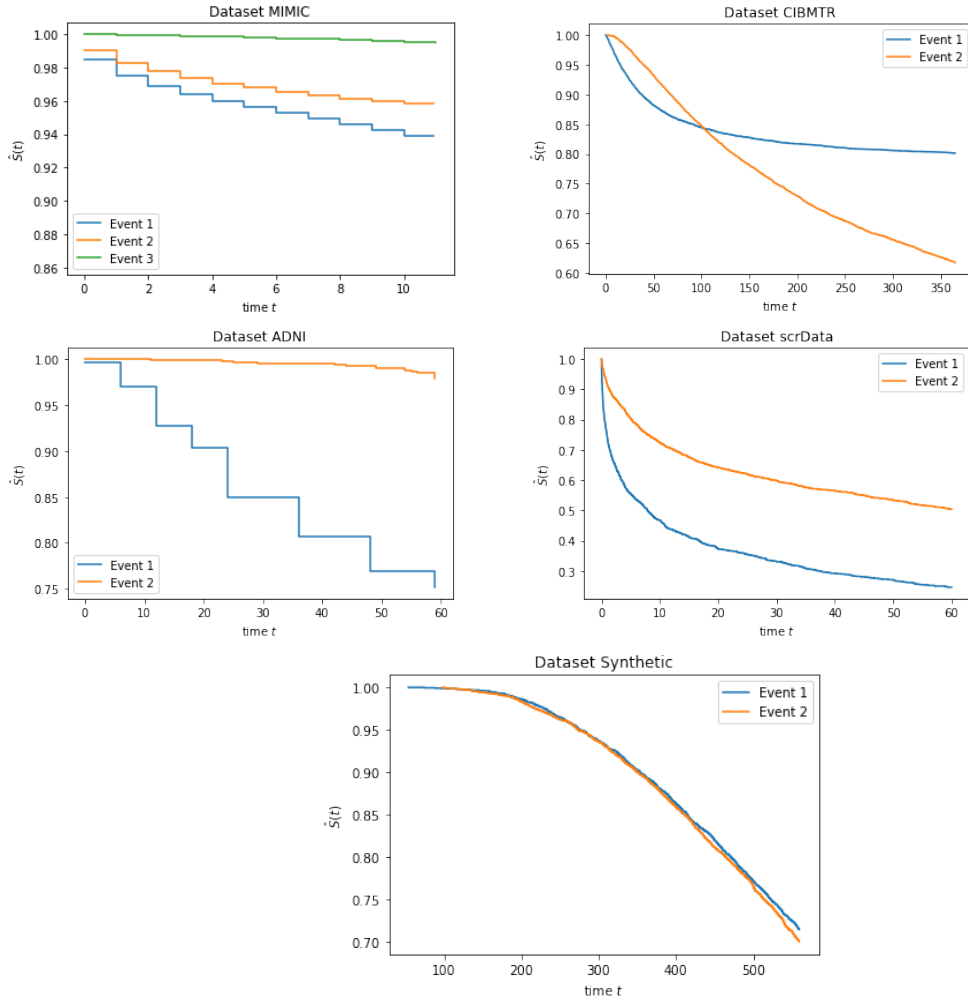 Dataset MIMIC
Ŝ(t)
1.00
0.98
0.96
0.94
0.92
0.90
0.88
0.86
Event 1
Event 2
Event 3
0 2 4 6 8 10
time t
Dataset CIBMTR
Ŝ(t)
1.00
0.95
0.90
0.85
0.80
0.75
0.70
0.65
0.60
Event 1
Event 2
0 50 100 150 200 250 300 350
time t
Dataset ADNI
Ŝ(t)
1.00
0.95
0.90
0.85
0.80
0.75
Event 1
Event 2
0 10 20 30 40 50 60
time t
Dataset scrData
Ŝ(t)
1.0
0.9
0.8
0.7
0.6
0.5
0.4
0.3
Event 1
Event 2
0 10 20 30 40 50 60
time t
Dataset Synthetic
Ŝ(t)
1.00
0.95
0.90
0.85
0.80
0.75
0.70
Event 1
Event 2
100 200 300 400 500
time t